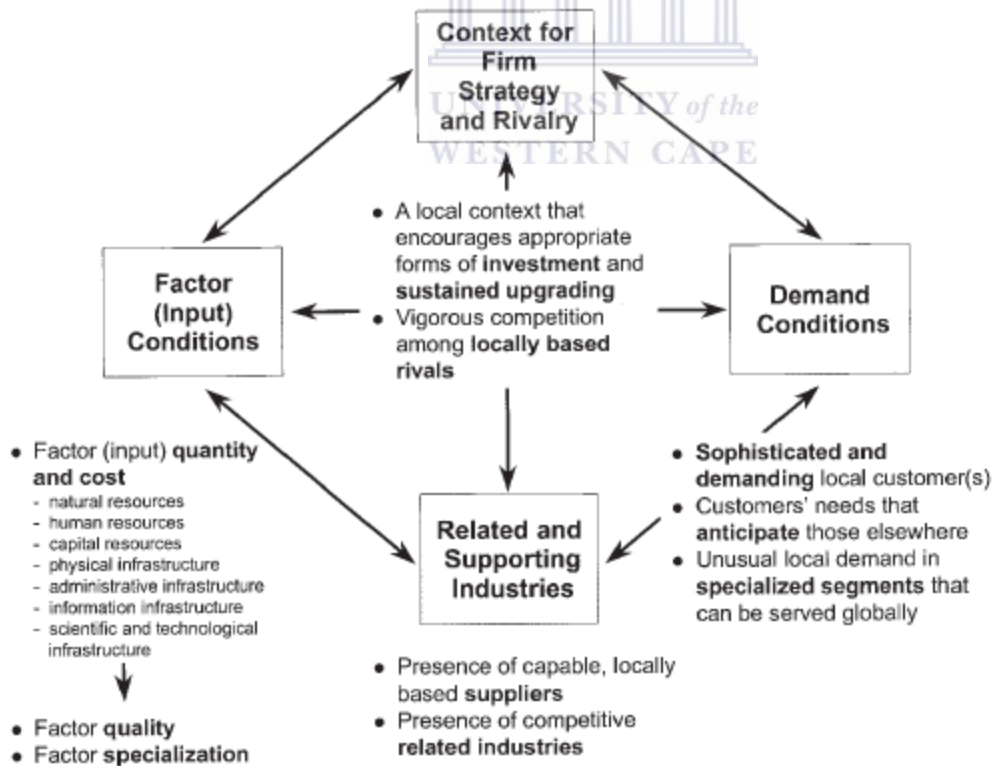 Context for
Firm
Strategy
and Rivalry
UNIVERSITY of the
WESTERN CAPE
• A local context that
encourages appropriate
forms of investment and
sustained upgrading
• Vigorous competition
among locally based
rivals
Factor
(Input)
Conditions
Demand
Conditions
• Factor (input) quantity
and cost
- natural resources
- human resources
- capital resources
- physical infrastructure
- administrative infrastructure
- information infrastructure
- scientific and technological
infrastructure
• Factor quality
• Factor specialization
Related and
Supporting
Industries
• Sophisticated and
demanding local customer(s)
• Customers' needs that
anticipate those elsewhere
• Unusual local demand in
specialized segments that
can be served globally
• Presence of capable, locally
based suppliers
• Presence of competitive
related industries